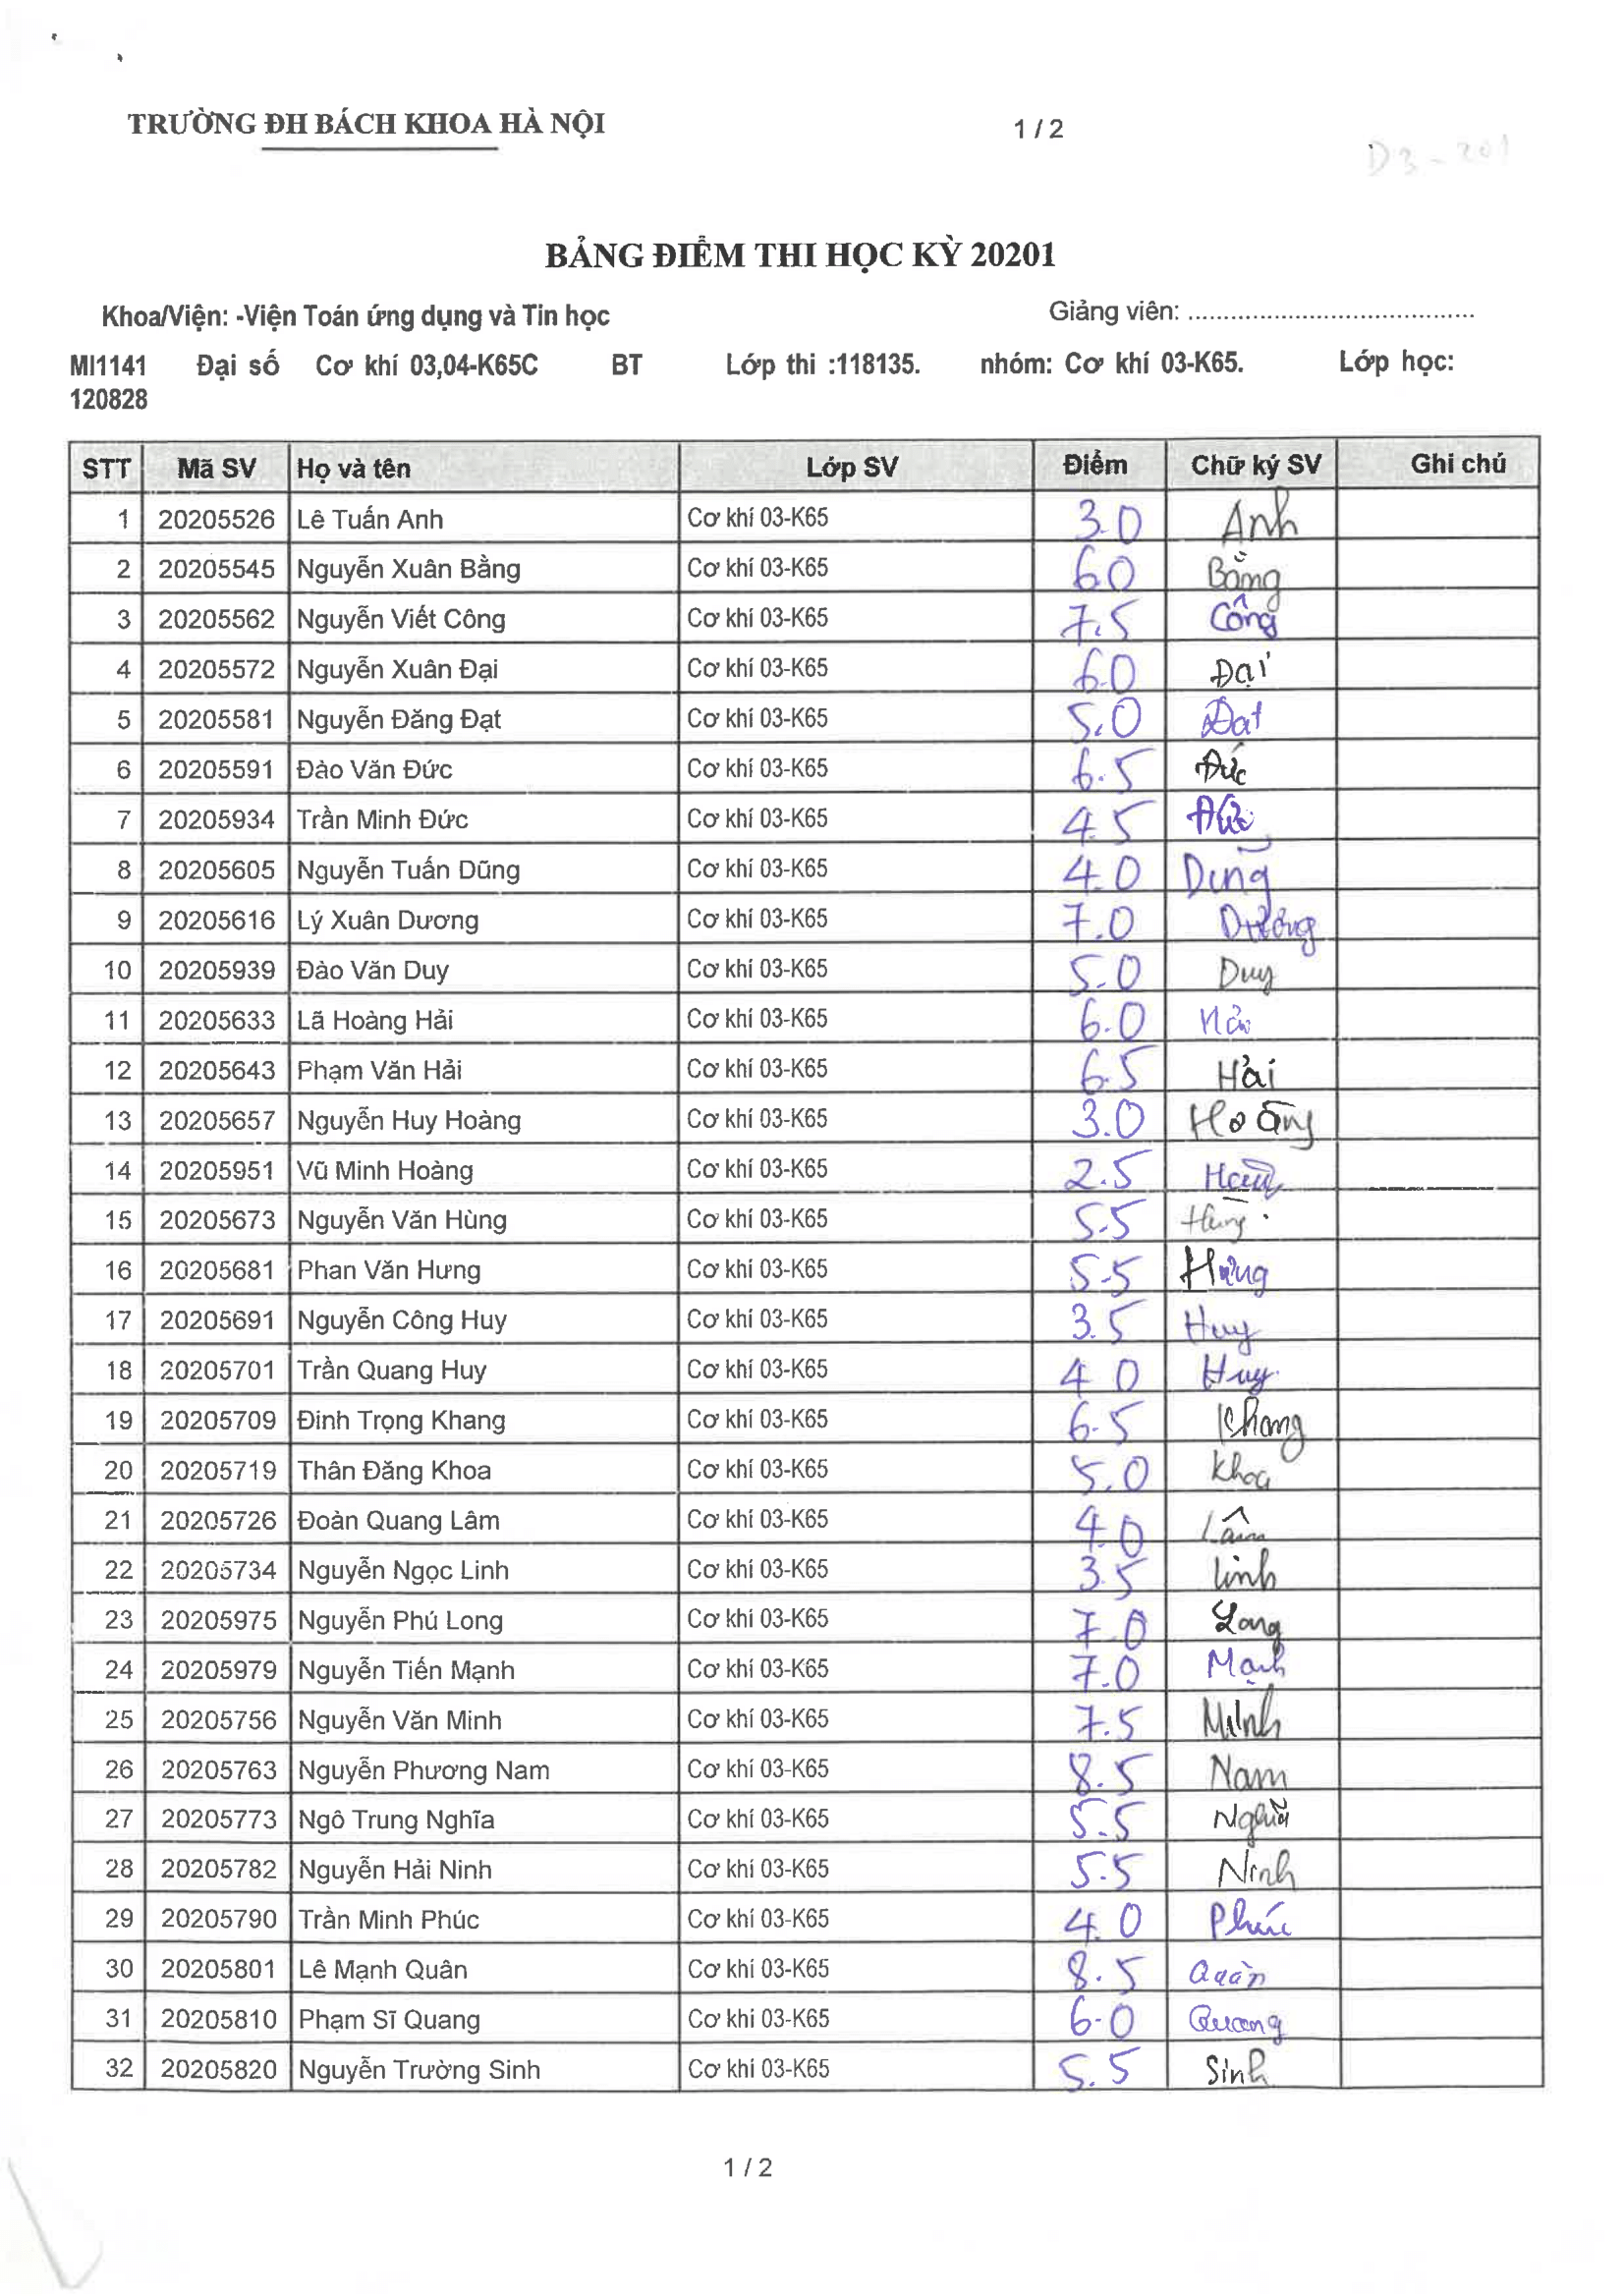 TRƯỜNG ĐH BÁCH KHOA HÀ NỘI 1 / 2
D3-201
BẢNG ĐIỂM THI HỌC KỲ 20201
Khoa/Viện: -Viện Toán ứng dụng và Tin học Giảng viên: ........................................
MI1141 Đại số Cơ khí 03,04-K65C BT Lớp thi :118135. nhóm: Cơ khí 03-K65. Lớp học:
120828
STT Mã SV Họ và tên Lớp SV Điểm Chữ ký SV Ghi chú
1 20205526 Lê Tuấn Anh Cơ khí 03-K65 3.0 Anh
2 20205545 Nguyễn Xuân Bằng Cơ khí 03-K65 6.0 Bằng
3 20205562 Nguyễn Viết Công Cơ khí 03-K65 7.5 Công
4 20205572 Nguyễn Xuân Đại Cơ khí 03-K65 6.0 Đại
5 20205581 Nguyễn Đăng Đạt Cơ khí 03-K65 5.0 Đạt
6 20205591 Đào Văn Đức Cơ khí 03-K65 6.5 Đức
7 20205934 Trần Minh Đức Cơ khí 03-K65 4.5 Đức
8 20205605 Nguyễn Tuấn Dũng Cơ khí 03-K65 4.0 Dũng
9 20205616 Lý Xuân Dương Cơ khí 03-K65 7.0 Dương
10 20205939 Đào Văn Duy Cơ khí 03-K65 5.0 Duy
11 20205633 Lã Hoàng Hải Cơ khí 03-K65 6.0 Hải
12 20205643 Phạm Văn Hải Cơ khí 03-K65 6.5 Hải
13 20205657 Nguyễn Huy Hoàng Cơ khí 03-K65 3.0 Hoàng
14 20205951 Vũ Minh Hoàng Cơ khí 03-K65 2.5
15 20205673 Nguyễn Văn Hùng Cơ khí 03-K65 5.5 Hùng
16 20205681 Phan Văn Hưng Cơ khí 03-K65 5.5 Hưng
17 20205691 Nguyễn Công Huy Cơ khí 03-K65 3.5 Huy
18 20205701 Trần Quang Huy Cơ khí 03-K65 4.0 Huy
19 20205709 Đinh Trọng Khang Cơ khí 03-K65 6.5 Khang
20 20205719 Thân Đăng Khoa Cơ khí 03-K65 5.0 Khoa
21 20205726 Đoàn Quang Lâm Cơ khí 03-K65 4.0 Lâm
22 20205734 Nguyễn Ngọc Linh Cơ khí 03-K65 3.5 Linh
23 20205975 Nguyễn Phú Long Cơ khí 03-K65 7.0 Long
24 20205979 Nguyễn Tiến Mạnh Cơ khí 03-K65 7.0 Mạnh
25 20205756 Nguyễn Văn Minh Cơ khí 03-K65 7.5 Minh
26 20205763 Nguyễn Phương Nam Cơ khí 03-K65 8.5 Nam
27 20205773 Ngô Trung Nghĩa Cơ khí 03-K65 5.5 Nghĩa
28 20205782 Nguyễn Hải Ninh Cơ khí 03-K65 5.5 Ninh
29 20205790 Trần Minh Phúc Cơ khí 03-K65 4.0 Phúc
30 20205801 Lê Mạnh Quân Cơ khí 03-K65 8.5 Quân
31 20205810 Phạm Sĩ Quang Cơ khí 03-K65 6.0 Quang
32 20205820 Nguyễn Trường Sinh Cơ khí 03-K65 5.5 Sinh
1 / 2